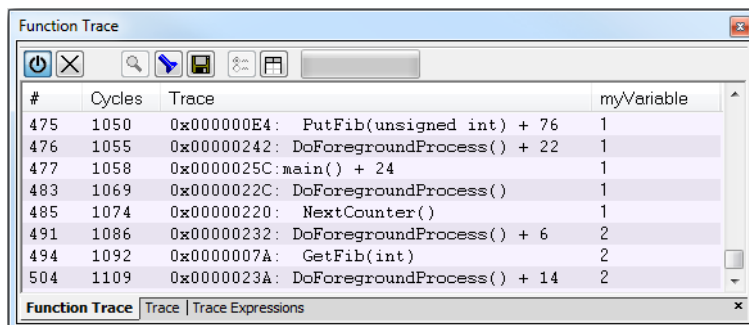 Function Trace
# Cycles Trace myVariable
475 1050 0x000000E4: PutFib(unsigned int) + 76 1
476 1055 0x00000242: DoForegroundProcess() + 22 1
477 1058 0x0000025C:main() + 24 1
483 1069 0x0000022C: DoForegroundProcess() 1
485 1074 0x00000220: NextCounter() 1
491 1086 0x00000232: DoForegroundProcess() + 6 2
494 1092 0x0000007A: GetFib(int) 2
504 1109 0x0000023A: DoForegroundProcess() + 14 2
Function Trace | Trace | Trace Expressions